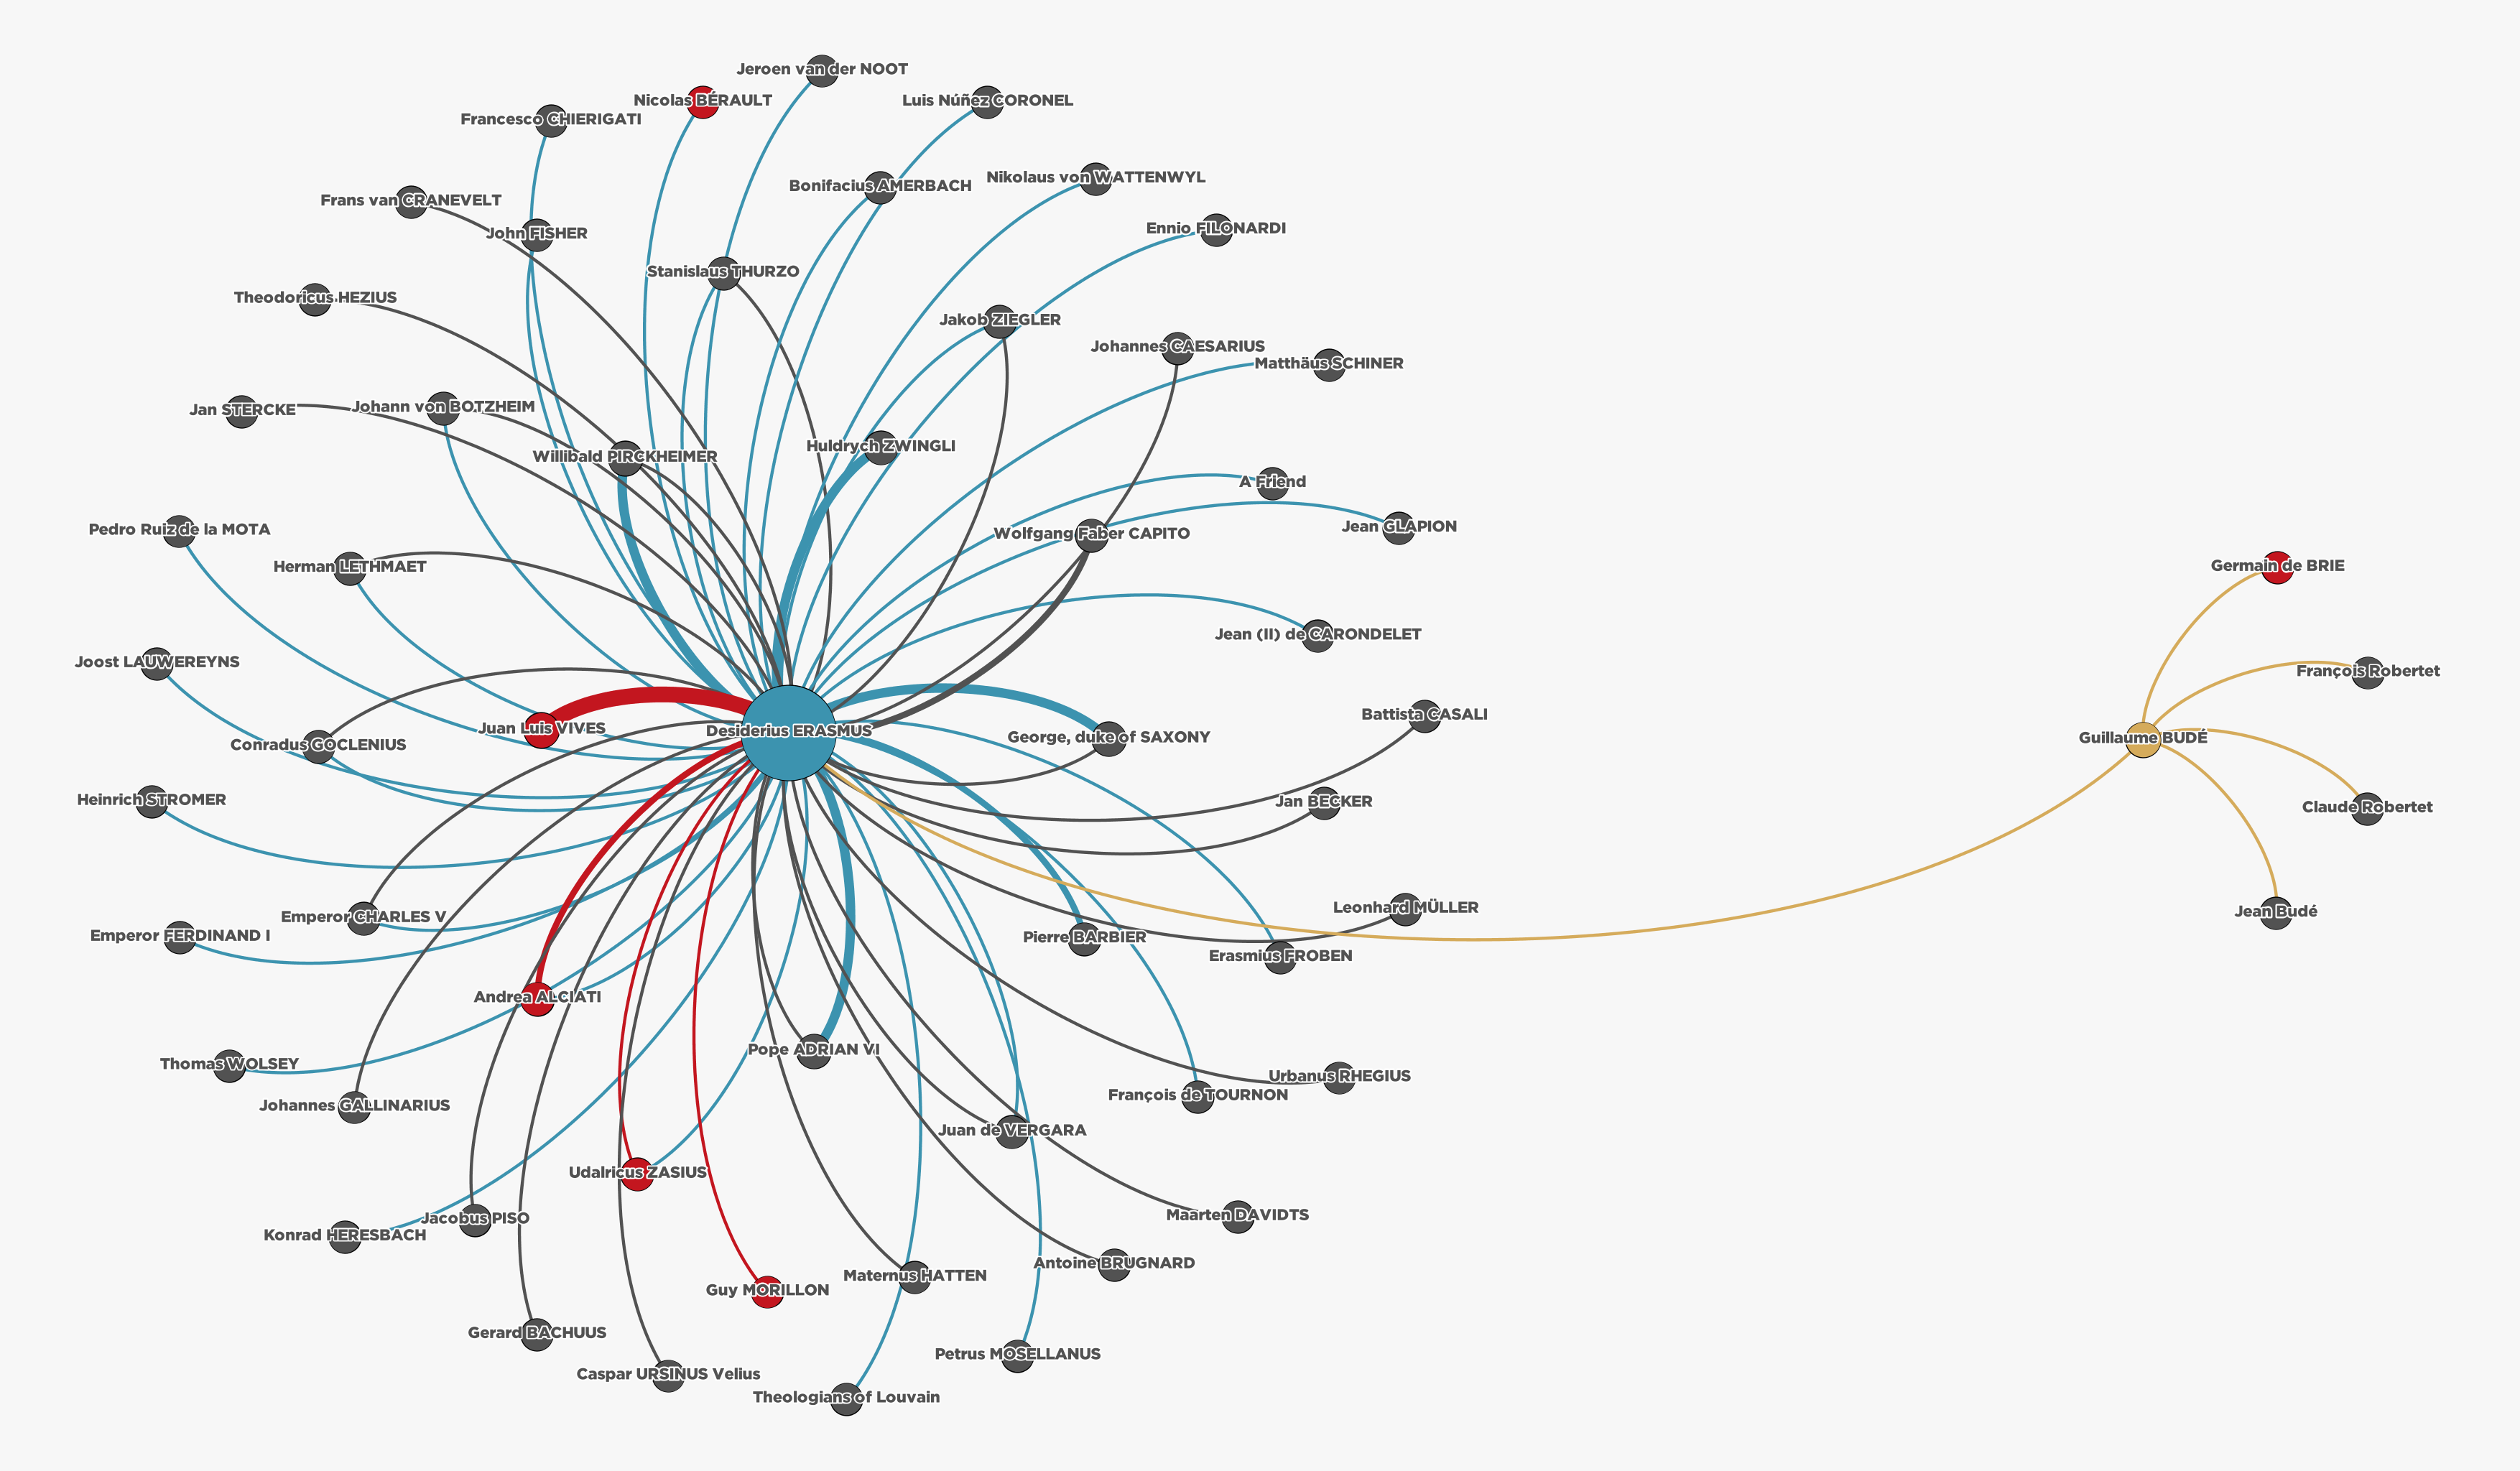 Jeroen van der NOOT
Nicolas BÉRAULT
Luis Núñez CORONEL
Francesco CHIERIGATI
Nikolaus von WATTENWYL
Bonifacius AMERBACH
Frans van CRANEVELT
Ennio FILONARDI
John FISHER
Stanislaus THURZO
Theodoricus HEZIUS
Jakob ZIEGLER
Johannes CAESARIUS
Matthäus SCHINER
Johann von BOTZHEIM
Jan STERCKE
Huldrych ZWINGLI
Willibald PIRCKHEIMER
A Friend
Jean GLAPION
Pedro Ruiz de la MOTA
Wolfgang Faber CAPITO
Germain de BRIE
Herman LETHMAET
Jean (II) de CARONDELET
Joost LAUWEREYNS
François Robertet
Battista CASALI
Juan Luis VIVES
Desiderius ERASMUS
George, duke of SAXONY
Guillaume BUDÉ
Conradus GOCLENIUS
Heinrich STROMER
Jan BECKER
Claude Robertet
Leonhard MÜLLER
Jean Budé
Emperor CHARLES V
Emperor FERDINAND I
Pierre BARBIER
Erasmius FROBEN
Andrea ALCIATI
Pope ADRIAN VI
Thomas WOLSEY
Urbanus RHEGIUS
François de TOURNON
Johannes GALLINARIUS
Juan de VERGARA
Udalricus ZASIUS
Maarten DAVIDTS
Jacobus PISO
Konrad HERESBACH
Antoine BRUGNARD
Maternus HATTEN
Guy MORILLON
Gerard BACHUUS
Petrus MOSELLANUS
Caspar URSINUS Velius
Theologians of Louvain